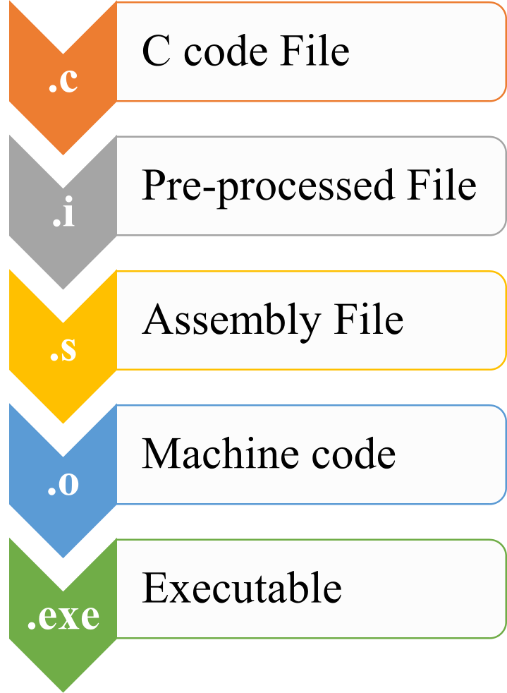 .c
C code File
.i
Pre-processed File
.s
Assembly File
.o
Machine code
.exe
Executable